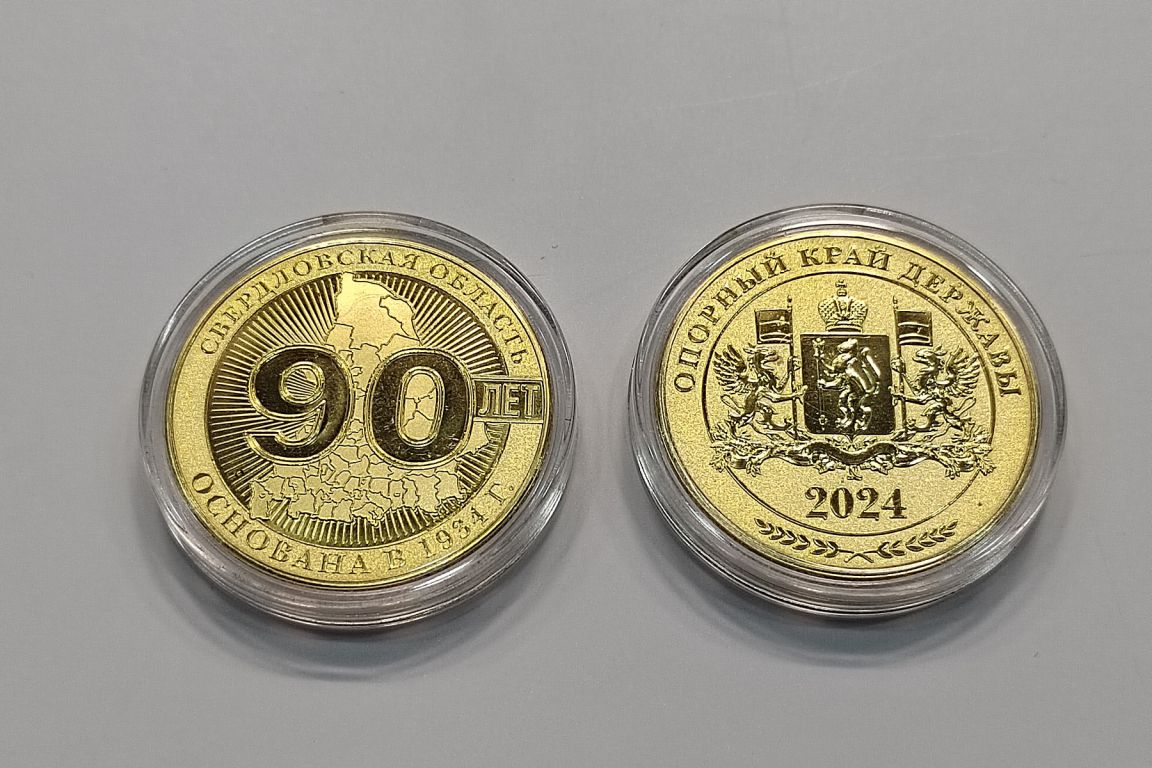 СВЕРДЛОВСКАЯ ОБЛАСТЬ
90 ЛЕТ
ОСНОВАНА В 1934 Г.
ОПОРНЫЙ КРАЙ ДЕРЖАВЫ
2024